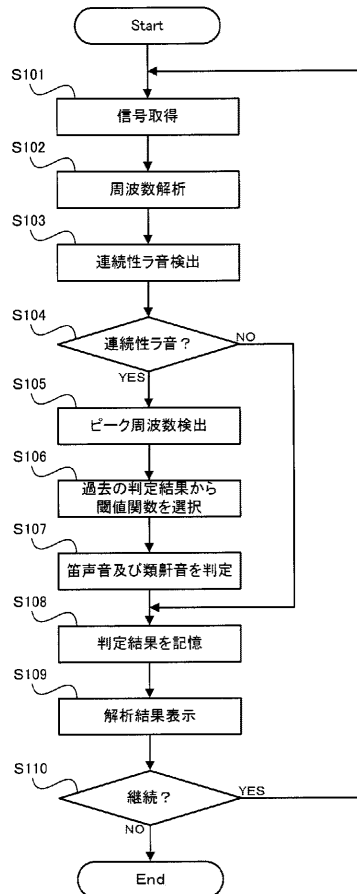 Start
S101
信号取得
S102
周波数解析
S103
連続性ラ音検出
S104
連続性ラ音？
NO
YES
S105
ピーク周波数検出
S106
過去の判定結果から
閾値関数を選択
S107
笛声音及び類鼾音を判定
S108
判定結果を記憶
S109
解析結果表示
S110
継続？
YES
NO
End